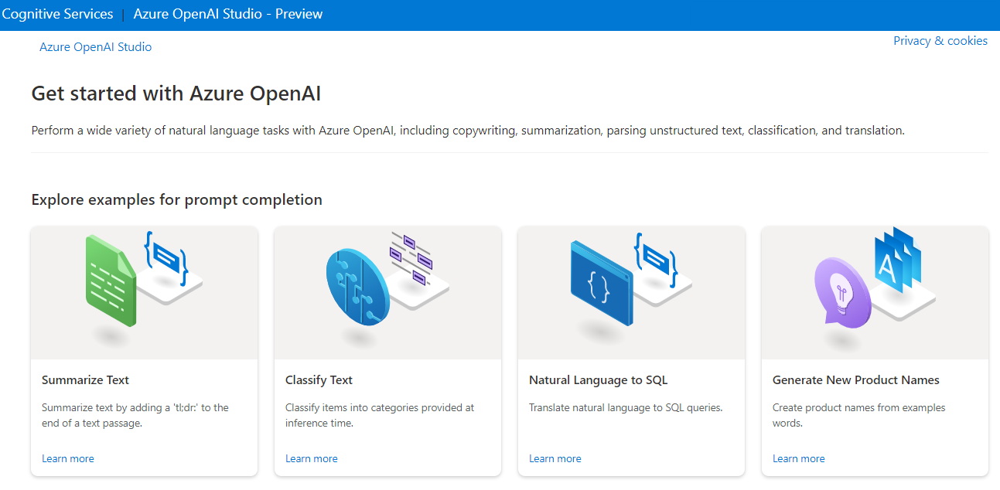 Cognitive Services | Azure OpenAI Studio - Preview
Azure OpenAI Studio
Privacy & cookies
Get started with Azure OpenAI
Perform a wide variety of natural language tasks with Azure OpenAI, including copywriting, summarization, parsing unstructured text, classification, and translation.
Explore examples for prompt completion
A
Summarize Text
Summarize text by adding a 'tl;dr:' to the
end of a text passage.
Learn more
Classify Text
Classify items into categories provided at
inference time.
Learn more
Natural Language to SQL
Translate natural language to SQL queries.
Learn more
Generate New Product Names
Create product names from examples
words.
Learn more